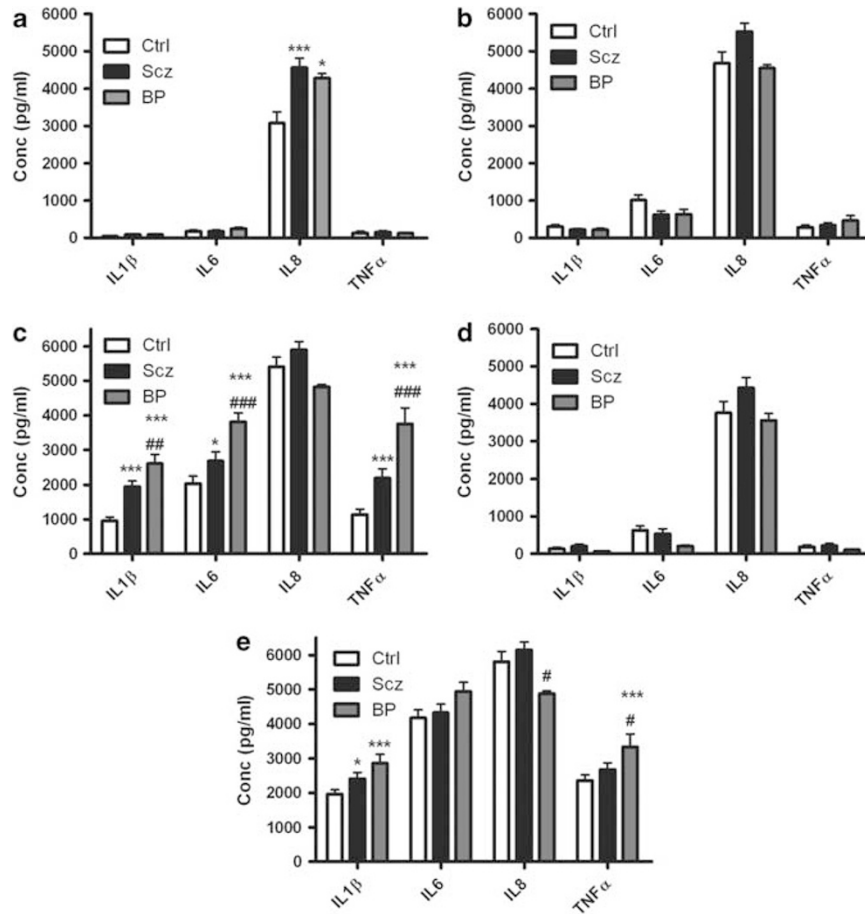 a
Conc (pg/ml)
6000
5000
4000
3000
2000
1000
0
Ctrl
Scz
BP
***
*
IL1β
IL6
IL8
TNFα
b
Conc (pg/ml)
6000
5000
4000
3000
2000
1000
0
Ctrl
Scz
BP
IL1β
IL6
IL8
TNFα
c
Conc (pg/ml)
6000
5000
4000
3000
2000
1000
0
Ctrl
Scz
BP
***
***
##
*
***
###
***
***
###
IL1β
IL6
IL8
TNFα
d
Conc (pg/ml)
6000
5000
4000
3000
2000
1000
0
Ctrl
Scz
BP
IL1β
IL6
IL8
TNFα
e
Conc (pg/ml)
6000
5000
4000
3000
2000
1000
0
Ctrl
Scz
BP
*
***
#
***
#
IL1β
IL6
IL8
TNFα